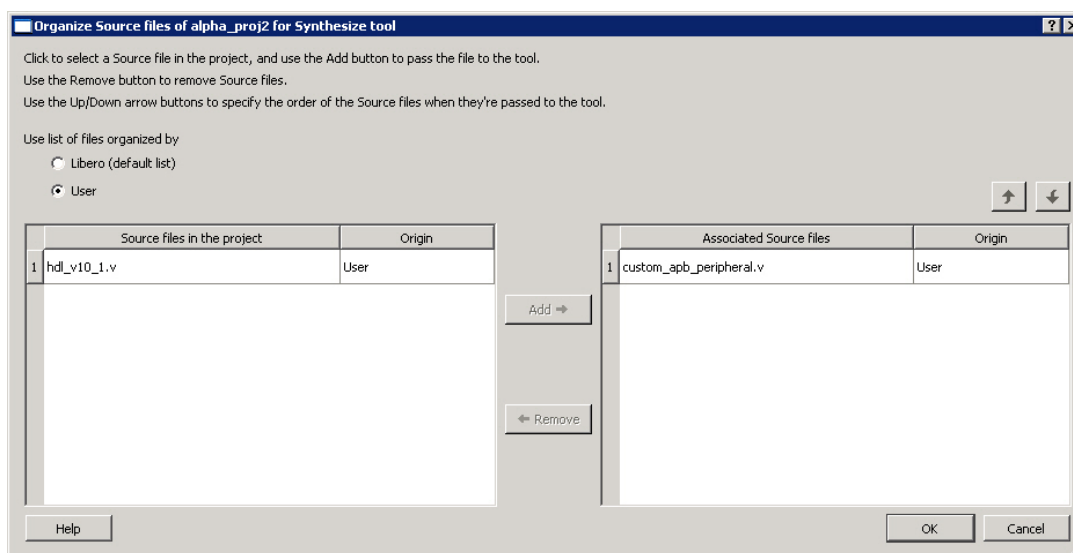 Organize Source files of alpha_proj2 for Synthesize tool
Click to select a Source file in the project, and use the Add button to pass the file to the tool.
Use the Remove button to remove Source files.
Use the Up/Down arrow buttons to specify the order of the Source files when they're passed to the tool.
Use list of files organized by
Libero (default list)
User
Source files in the project Origin
1 hdl_v10_1.v User
Add
Remove
Associated Source files Origin
1 custom_apb_peripheral.v User
Help
OK
Cancel